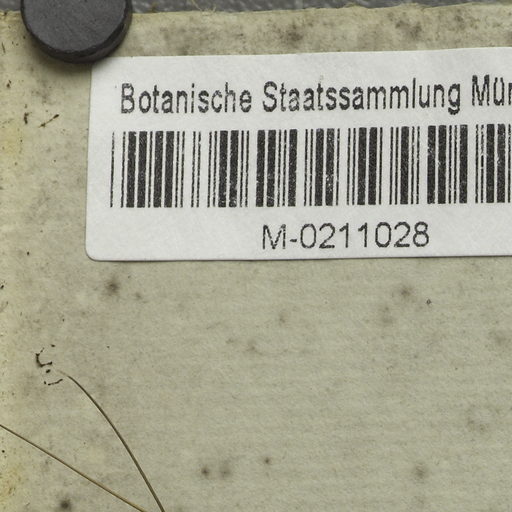 Botanische Staatssammlung Mün
M-0211028